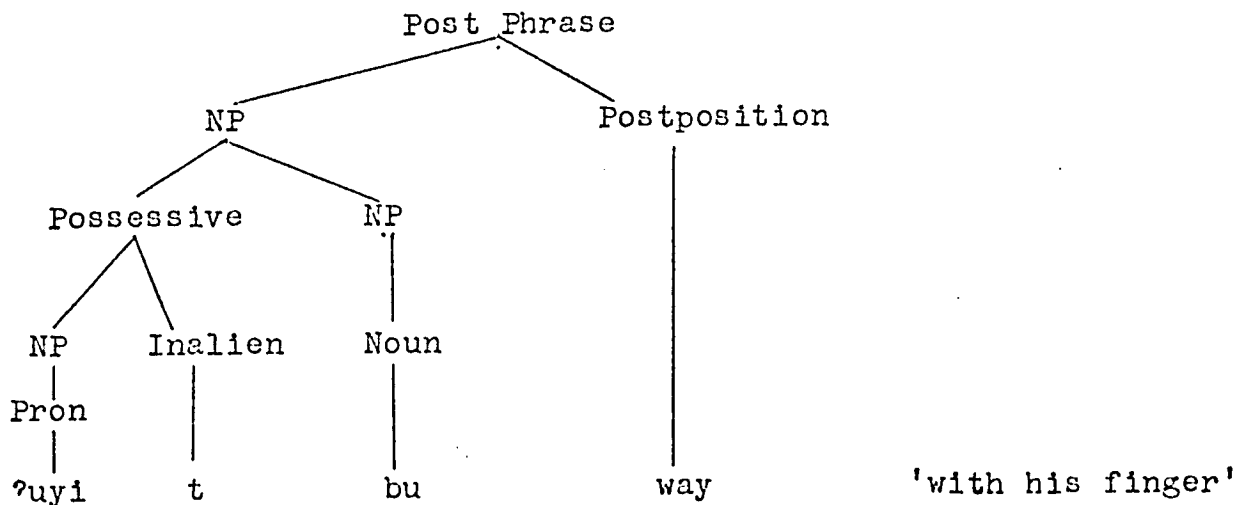 Post Phrase
NP Postposition
Possessive NP
NP Inalien Noun
Pron
ʔuyi t bu way 'with his finger'